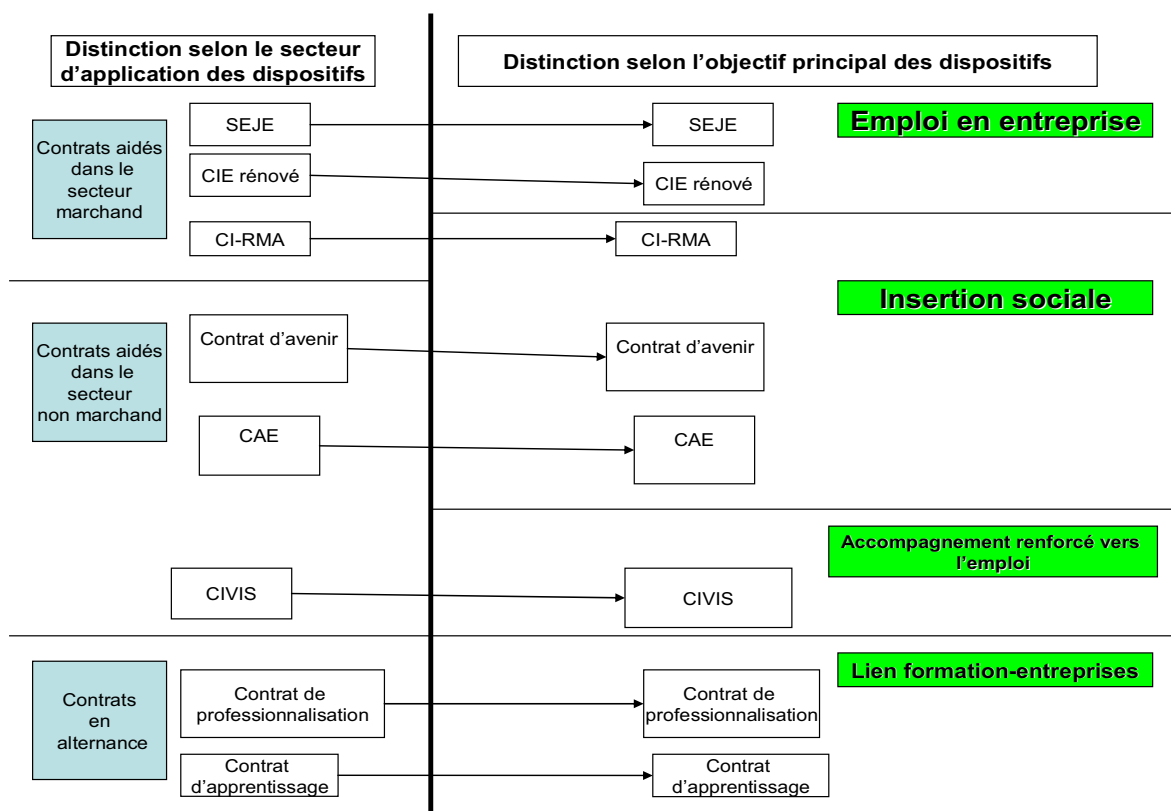 Distinction selon le secteur
d'application des dispositifs
Distinction selon l'objectif principal des dispositifs
Contrats aidés
dans le
secteur
marchand
SEJE
SEJE
Emploi en entreprise
CIE rénové
CIE rénové
CI-RMA
CI-RMA
Insertion sociale
Contrats aidés
dans le
secteur
non marchand
Contrat d'avenir
Contrat d'avenir
CAE
CAE
Accompagnement renforcé vers
l'emploi
CIVIS
CIVIS
Contrats
en
alternance
Contrat de
professionnalisation
Contrat de
professionnalisation
Lien formation-entreprises
Contrat
d'apprentissage
Contrat
d'apprentissage